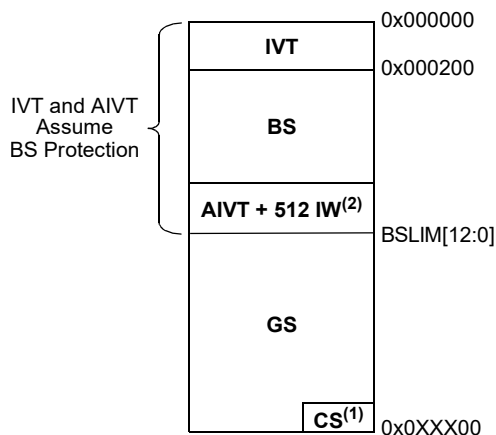 0x000000
IVT
0x000200
IVT and AIVT
Assume
BS Protection
BS
AIVT + 512 IW(2)
BSLIM[12:0]
GS
CS(1)
0x0XXX00